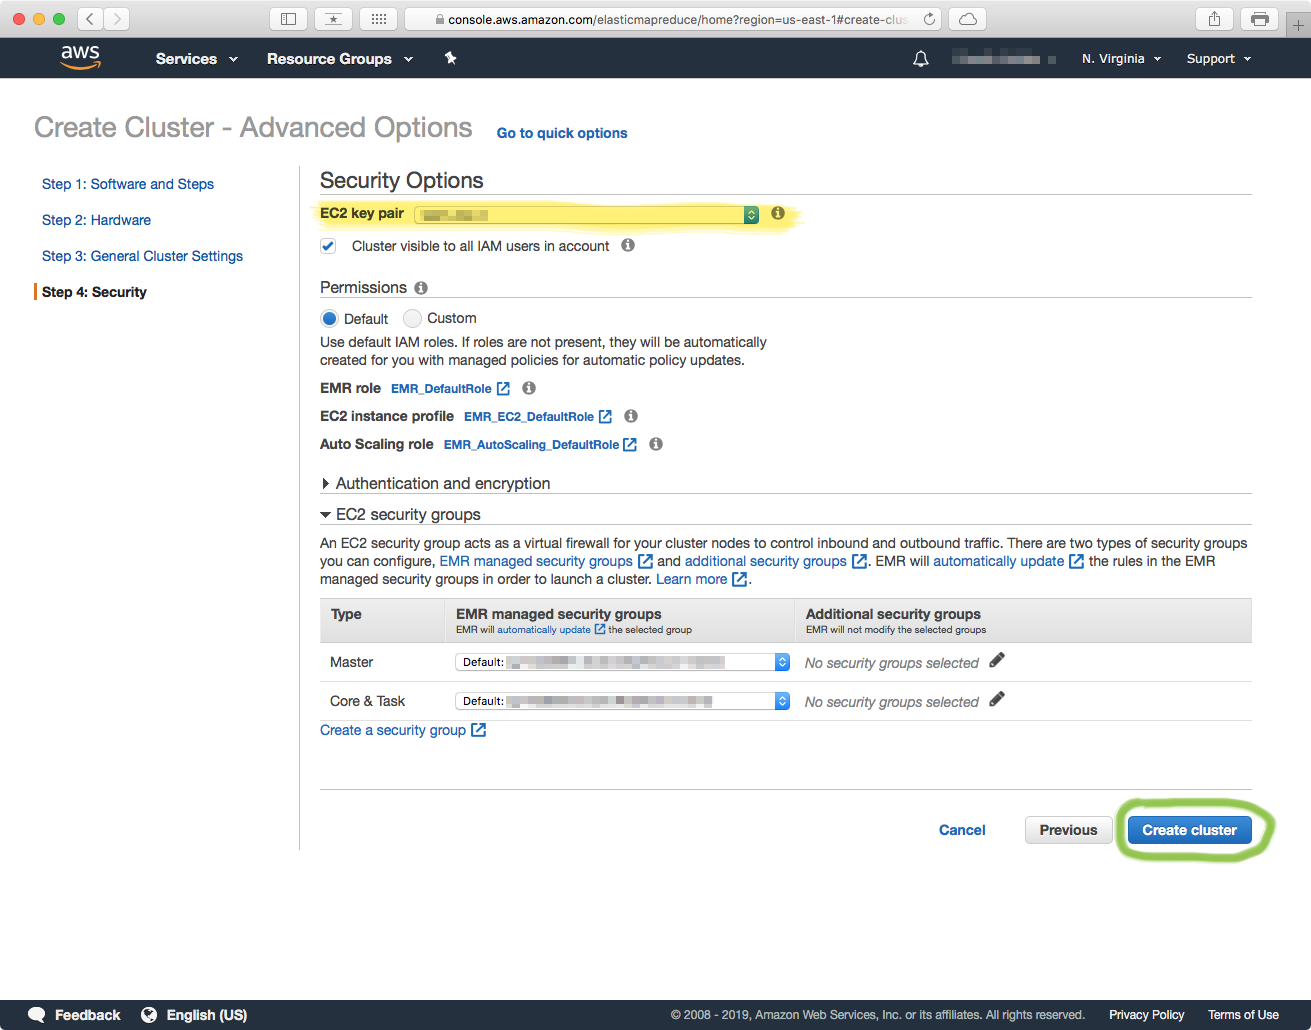 console.aws.amazon.com/elasticmapreduce/home?region=us-east-1#create-clus
aws Services Resource Groups N. Virginia Support
Create Cluster - Advanced Options Go to quick options
Step 1: Software and Steps
Step 2: Hardware
Step 3: General Cluster Settings
Step 4: Security
Security Options
EC2 key pair
Cluster visible to all IAM users in account
Permissions
Default Custom
Use default IAM roles. If roles are not present, they will be automatically
created for you with managed policies for automatic policy updates.
EMR role EMR_DefaultRole
EC2 instance profile EMR_EC2_DefaultRole
Auto Scaling role EMR_AutoScaling_DefaultRole
Authentication and encryption
EC2 security groups
An EC2 security group acts as a virtual firewall for your cluster nodes to control inbound and outbound traffic. There are two types of security groups
you can configure, EMR managed security groups and additional security groups. EMR will automatically update the rules in the EMR
managed security groups in order to launch a cluster. Learn more.
Type EMR managed security groups Additional security groups
EMR will automatically update the selected group EMR will not modify the selected groups
Master Default: No security groups selected
Core & Task Default: No security groups selected
Create a security group
Cancel Previous Create cluster
Feedback English (US) © 2008 - 2019, Amazon Web Services, Inc. or its affiliates. All rights reserved. Privacy Policy Terms of Use